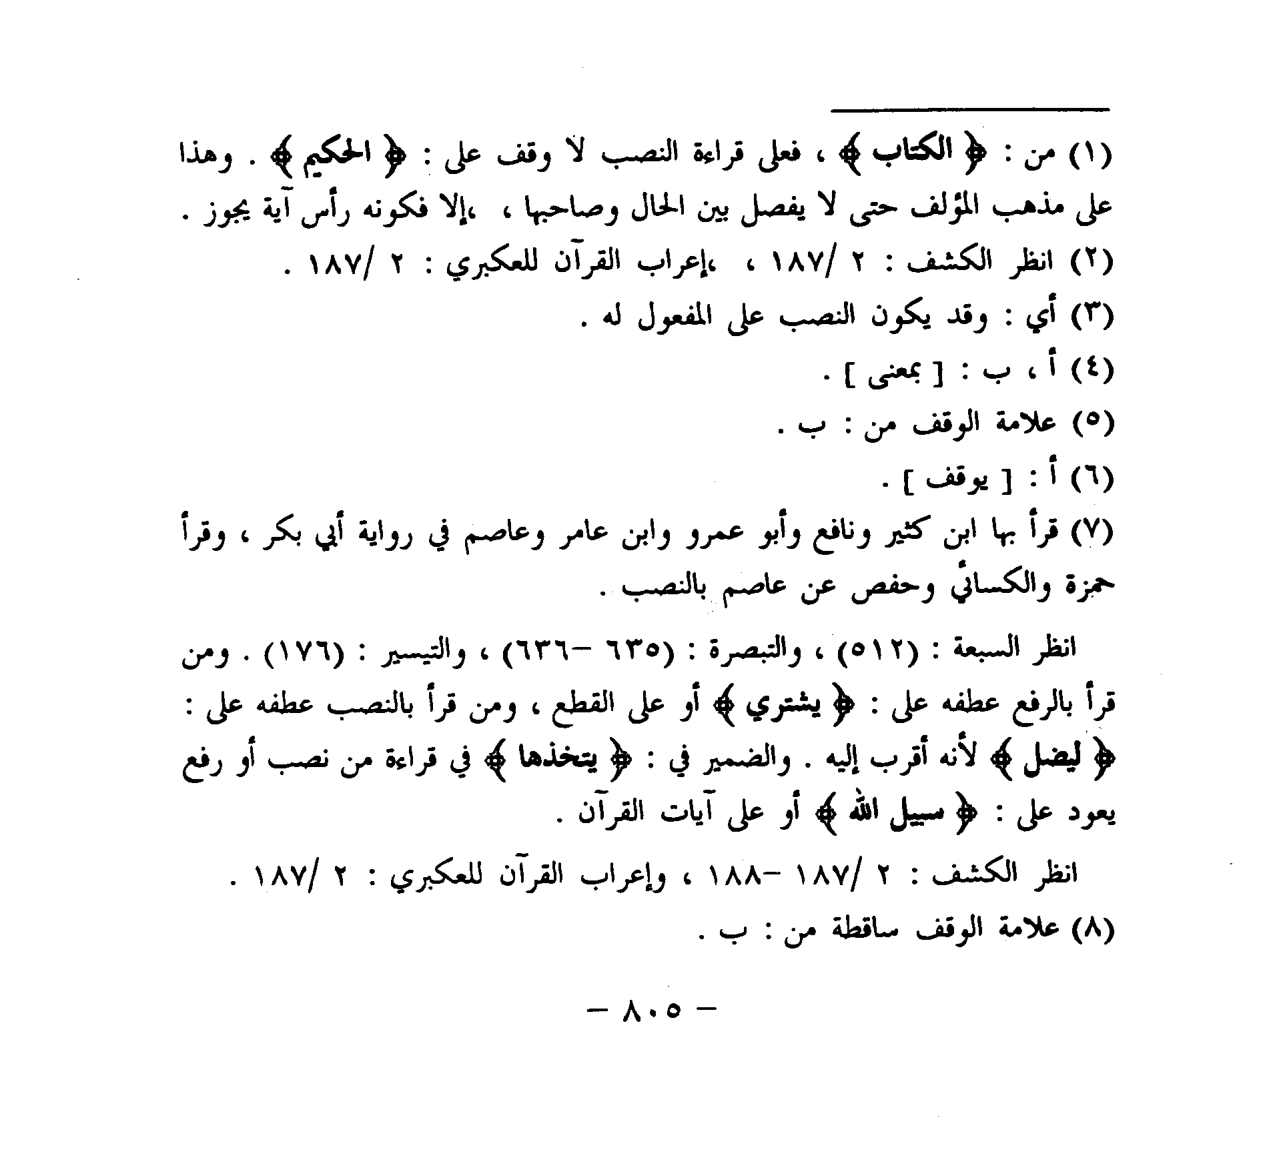 (١) من : ﴿ الكتاب ﴾ ، فعلى قراءة النصب لا وقف على : ﴿ الحكيم ﴾ . وهذا
على مذهب المؤلف حتى لا يفصل بين الحال وصاحبها ، ،إلا فكونه رأس آية يجوز .
(٢) انظر الكشف : ٢ /١٨٧ ، ،إعراب القرآن للعكبري : ٢ /١٨٧ .
(٣) أي : وقد يكون النصب على المفعول له .
(٤) أ ، ب : [ بمعنى ] .
(٥) علامة الوقف من : ب .
(٦) أ : [ يوقف ] .
(٧) قرأ بها ابن كثير ونافع وأبو عمرو وابن عامر وعاصم في رواية أبي بكر ، وقرأ
حمزة والكسائي وحفص عن عاصم بالنصب .
انظر السبعة : (٥١٢) ، والتبصرة : (٦٣٥ –٦٣٦) ، والتيسير : (١٧٦) . ومن
قرأ بالرفع عطفه على : ﴿ يشتري ﴾ أو على القطع ، ومن قرأ بالنصب عطفه على :
﴿ ليضل ﴾ لأنه أقرب إليه . والضمير في : ﴿ يتخذها ﴾ في قراءة من نصب أو رفع
يعود على : ﴿ سبيل الله ﴾ أو على آيات القرآن .
انظر الكشف : ٢ /١٨٧ –١٨٨ ، وإعراب القرآن للعكبري : ٢ /١٨٧ .
(٨) علامة الوقف ساقطة من : ب .
– ٨٠٥ –